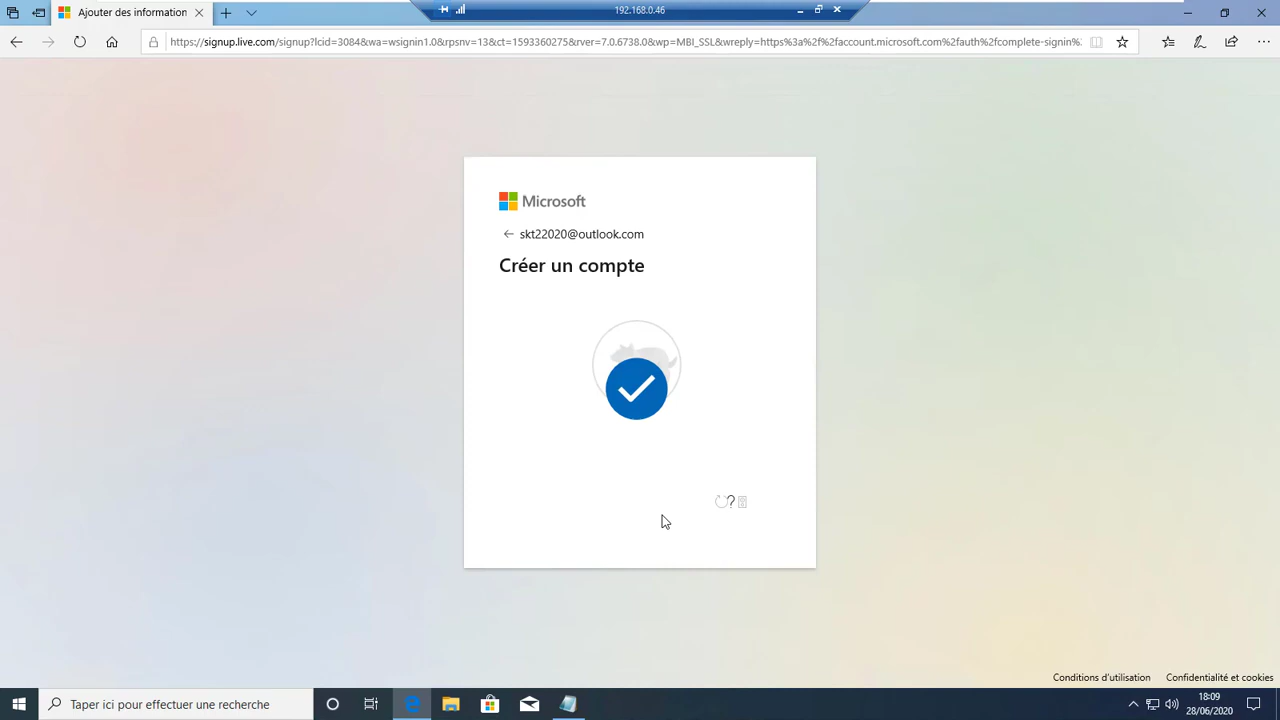 Ajouter des information
192.168.0.46
https://signup.live.com/signup?lcid=3084&wa=wsignin1.0&rpsnv=13&ct=1593360275&rver=7.0.6738.0&wp=MBI_SSL&wreply=https%3a%2f%2faccount.microsoft.com%2fauth%2fcomplete-signin%:
Microsoft
skt22020@outlook.com
Créer un compte
?
Conditions d'utilisation Confidentialité et cookies
Taper ici pour effectuer une recherche
18:09
28/06/2020